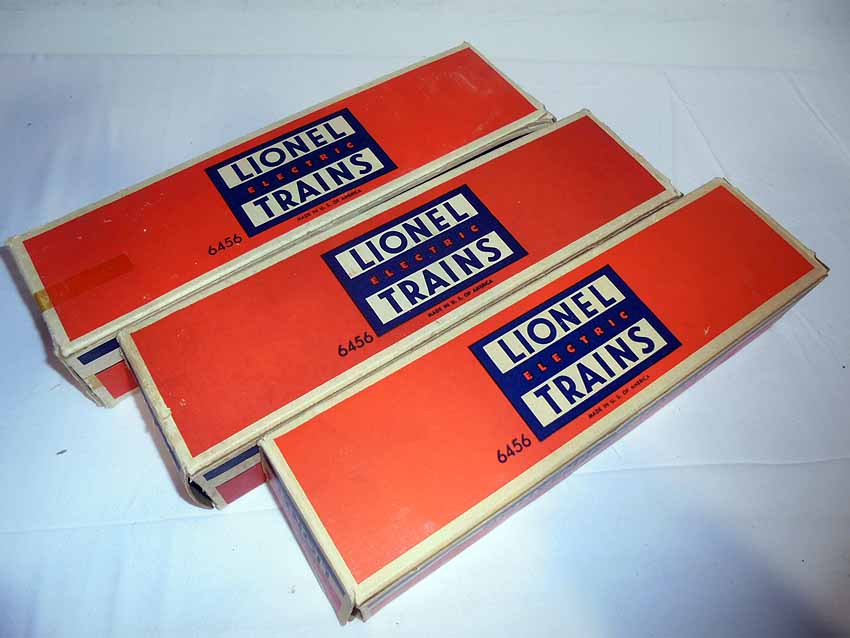 LIONEL
ELECTRIC
TRAINS
MADE IN U. S. OF AMERICA
6456
LIONEL
ELECTRIC
TRAINS
MADE IN U. S. OF AMERICA
6456
LIONEL
ELECTRIC
TRAINS
MADE IN U. S. OF AMERICA
6456